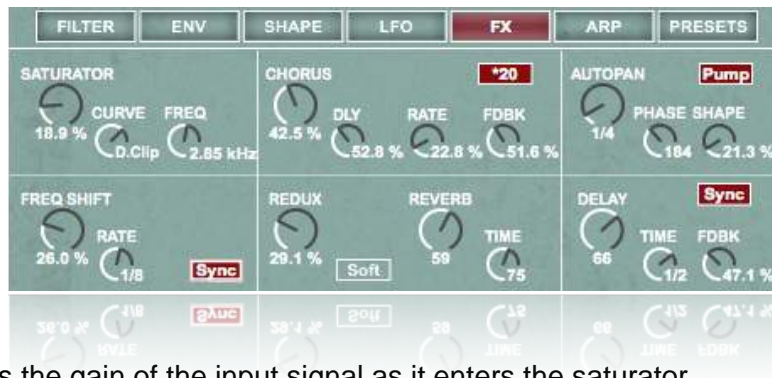 FILTER ENV SHAPE LFO FX ARP PRESETS
SATURATOR
CURVE FREQ
18.9 % D.Clip 2.85 kHz
CHORUS *20
DLY RATE FDBK
42.5 % 52.8 % 22.8 % 51.6 %
AUTOPAN Pump
PHASE SHAPE
1/4 184 21.3 %
FREQ SHIFT
RATE
26.0 % 1/8 Sync
REDUX REVERB
TIME
29.1 % Soft 59 75
DELAY Sync
TIME FDBK
66 1/2 47.1 %
s the gain of the input signal as it enters the saturator